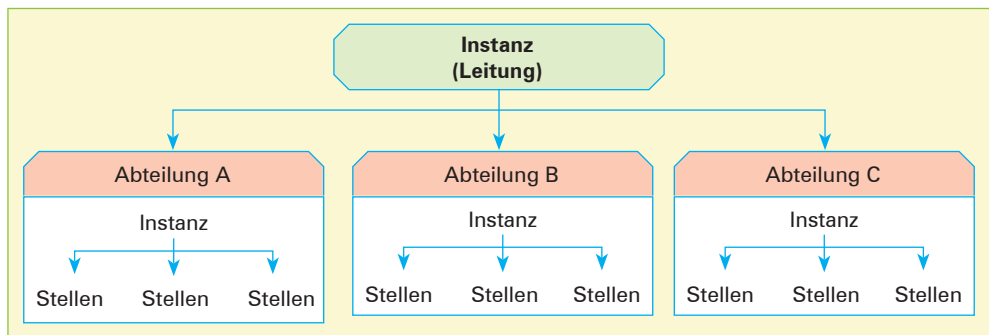 Instanz
(Leitung)
Abteilung A
Abteilung B
Abteilung C
Instanz
Instanz
Instanz
Stellen Stellen Stellen
Stellen Stellen Stellen
Stellen Stellen Stellen